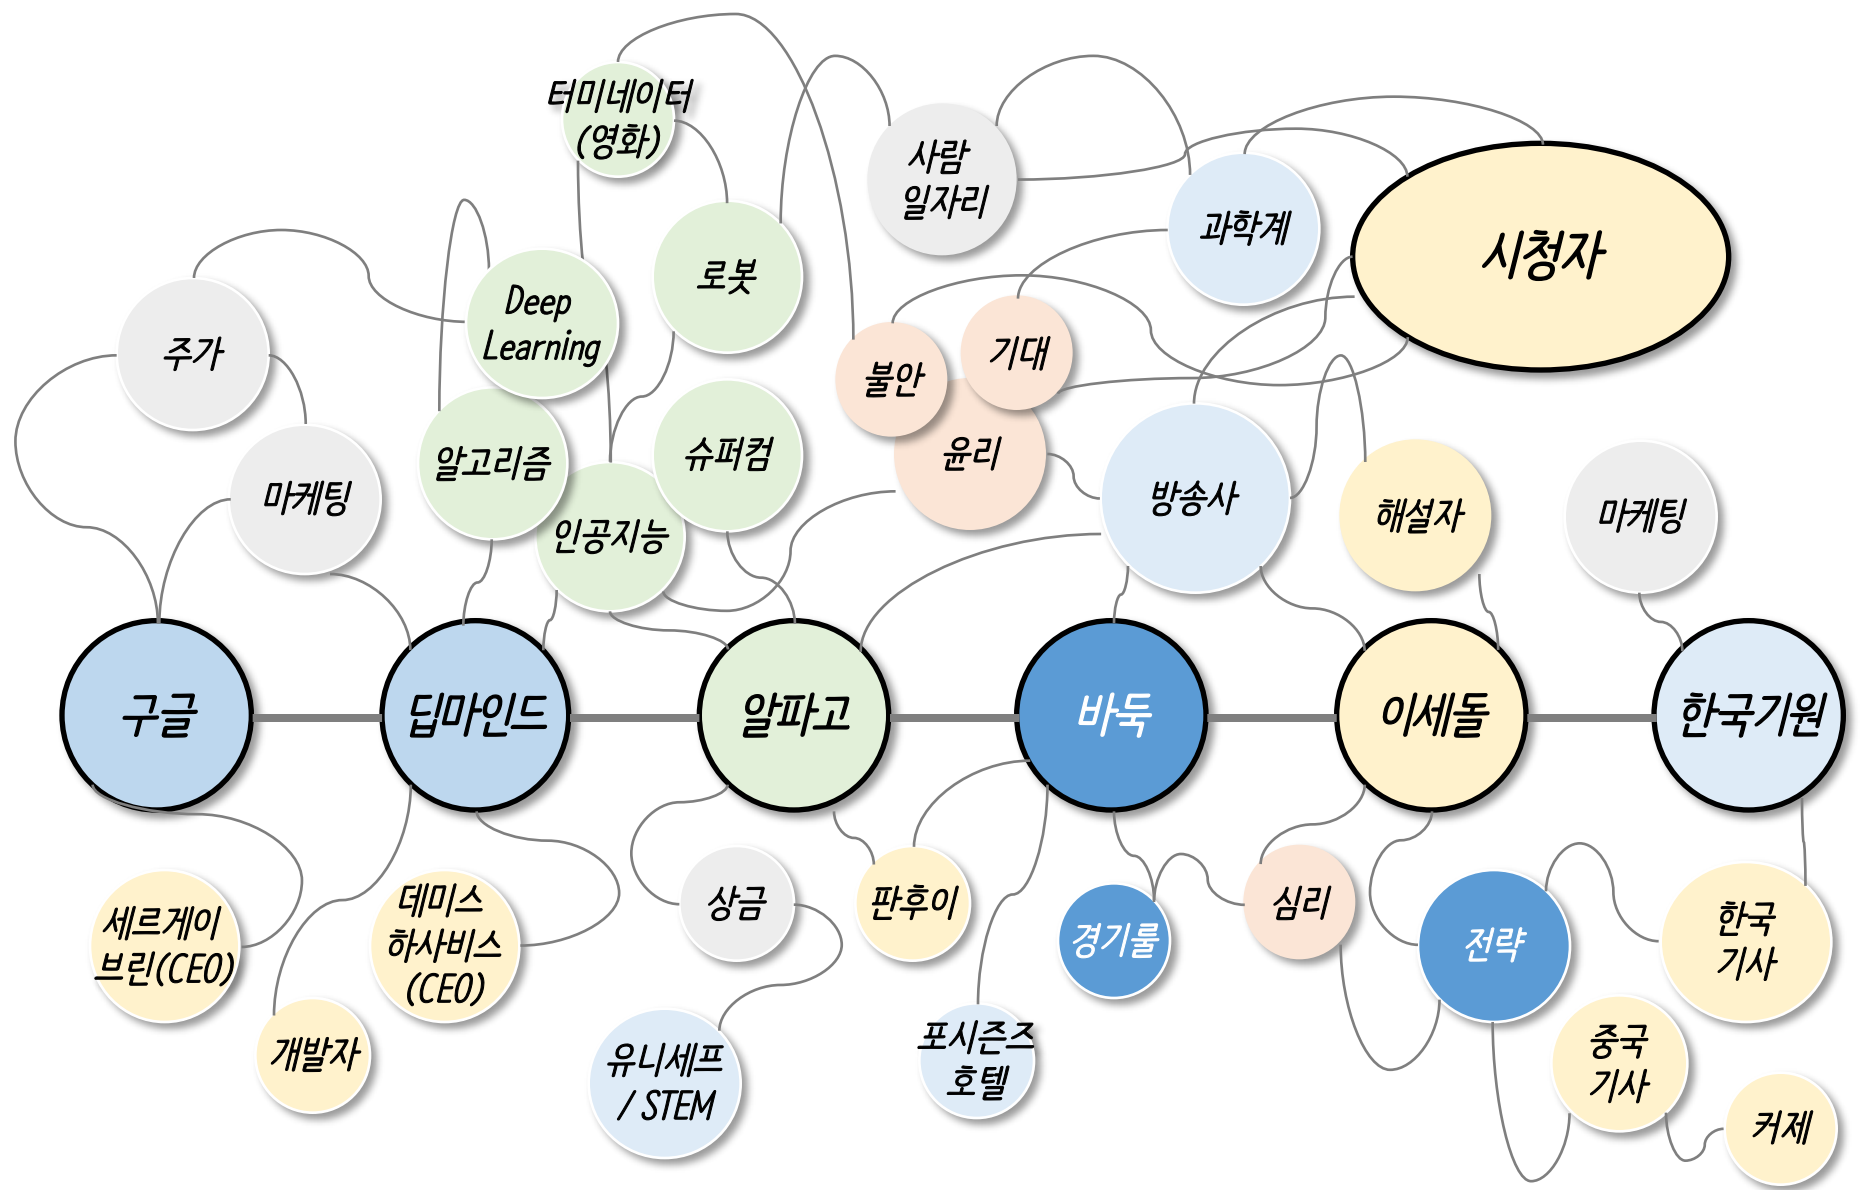 터미네이터
(영화)
사람
일자리
과학계
시청자
로봇
Deep
Learning
주가
기대
불안
알고리즘
슈퍼컴
윤리
마케팅
인공지능
방송사
해설자
마케팅
구글
딥마인드
알파고
바둑
이세돌
한국기원
세르게이
브린(CEO)
데미스
하사비스
(CEO)
상금
판후이
경기룰
심리
전략
한국
기사
개발자
유니세프
/ STEM
포시즌즈
호텔
중국
기사
커제